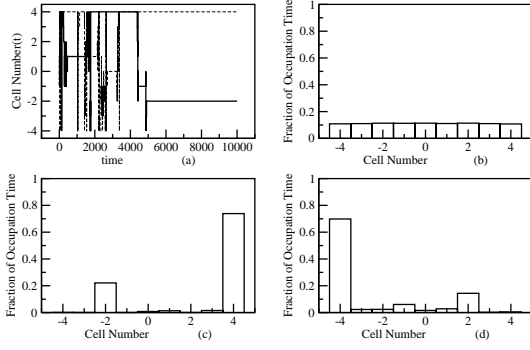 4
2
0
-2
-4
Cell Number(t)
0 2000 4000 6000 8000 10000
time (a)
1
0.8
0.6
0.4
0.2
0
Fraction of Occupation Time
-4 -2 0 2 4
Cell Number (b)
1
0.8
0.6
0.4
0.2
0
Fraction of Occupation Time
-4 -2 0 2 4
Cell Number (c)
1
0.8
0.6
0.4
0.2
0
Fraction of Occupation Time
-4 -2 0 2 4
Cell Number (d)